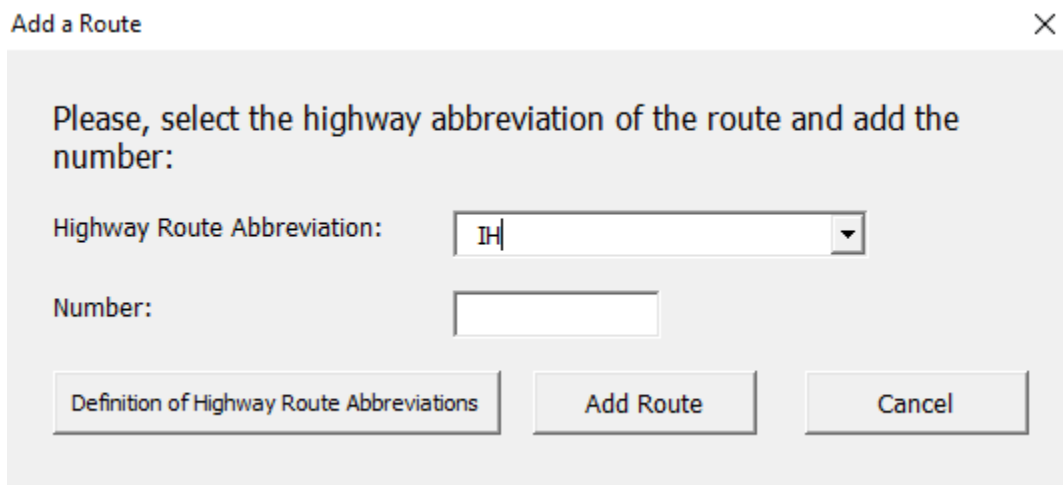 Add a Route
Please, select the highway abbreviation of the route and add the
number:
Highway Route Abbreviation: IH
Number:
Definition of Highway Route Abbreviations Add Route Cancel